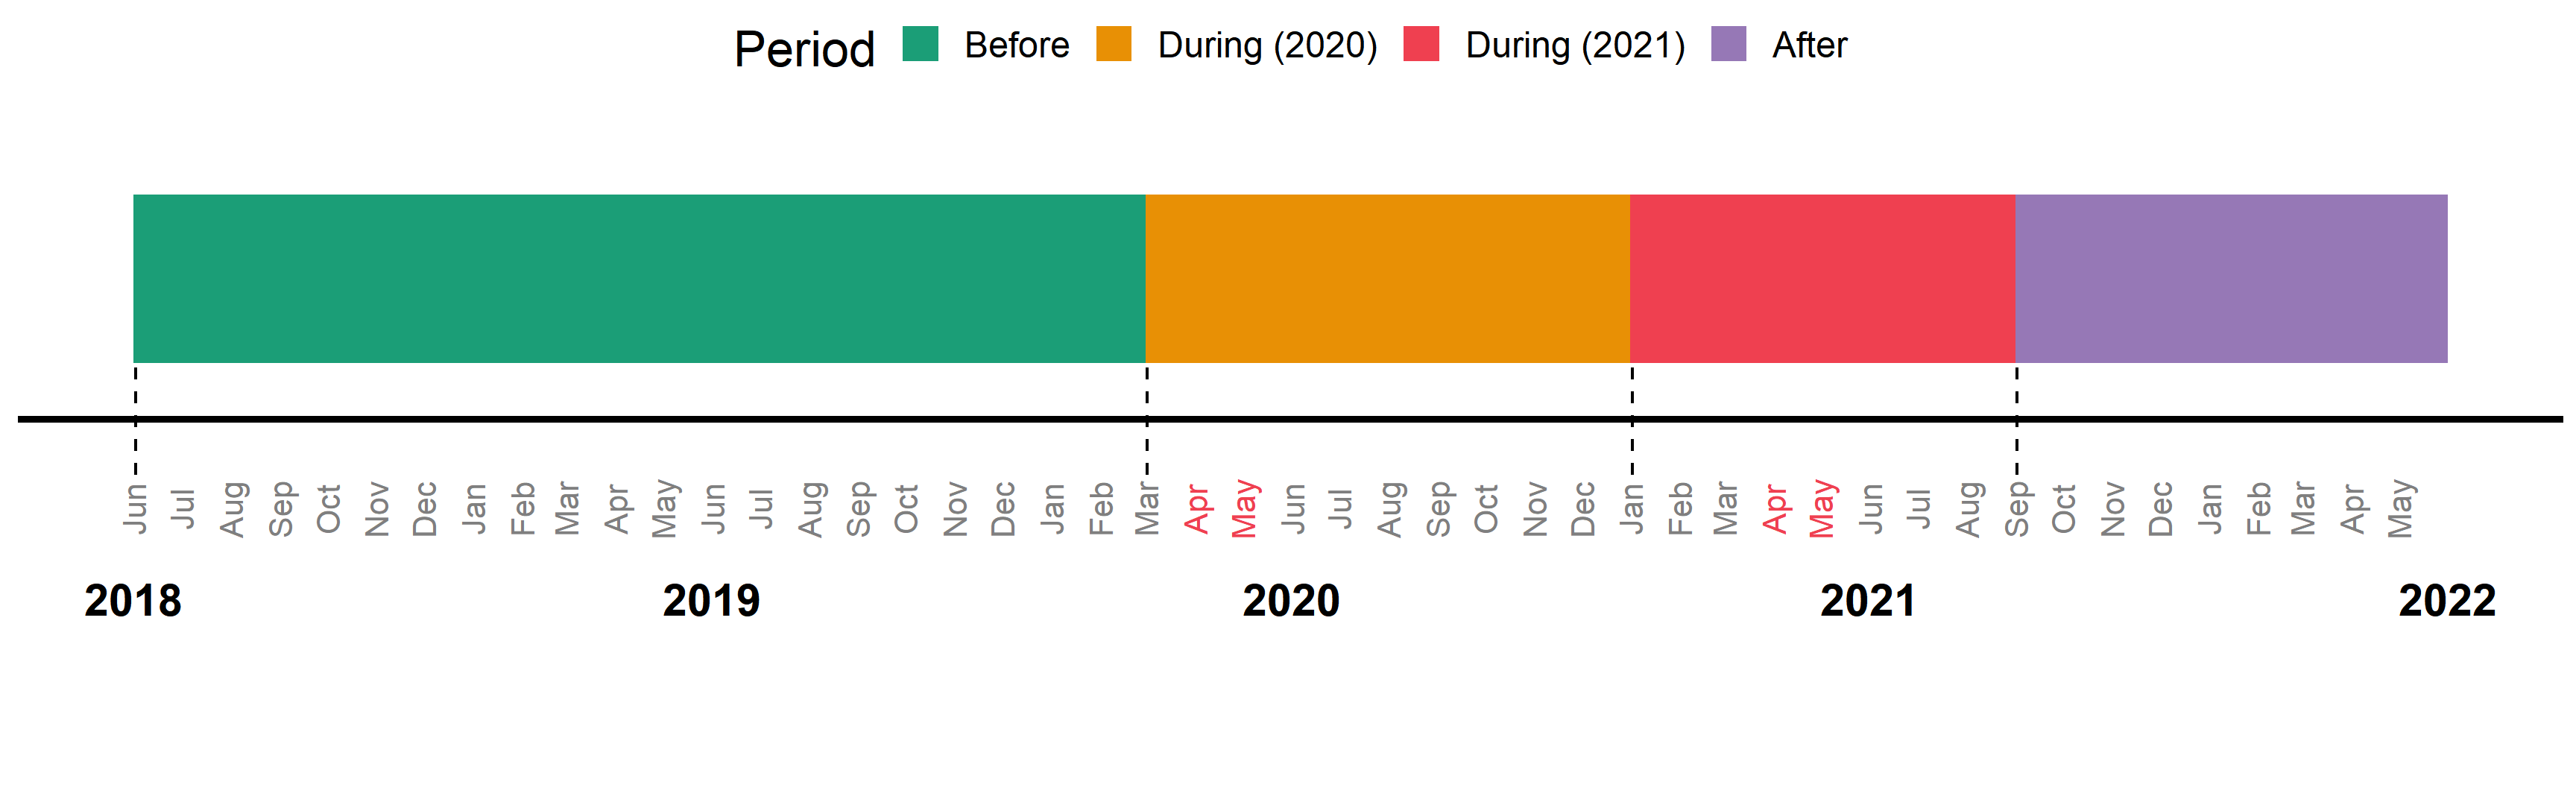 Period Before During (2020) During (2021) After
Jun Jul Aug Sep Oct Nov Dec Jan Feb Mar Apr May Jun Jul Aug Sep Oct Nov Dec Jan Feb Mar Apr May Jun Jul Aug Sep Oct Nov Dec Jan Feb Mar Apr May Jun Jul Aug Sep Oct Nov Dec Jan Feb Mar Apr May
2018 2019 2020 2021 2022